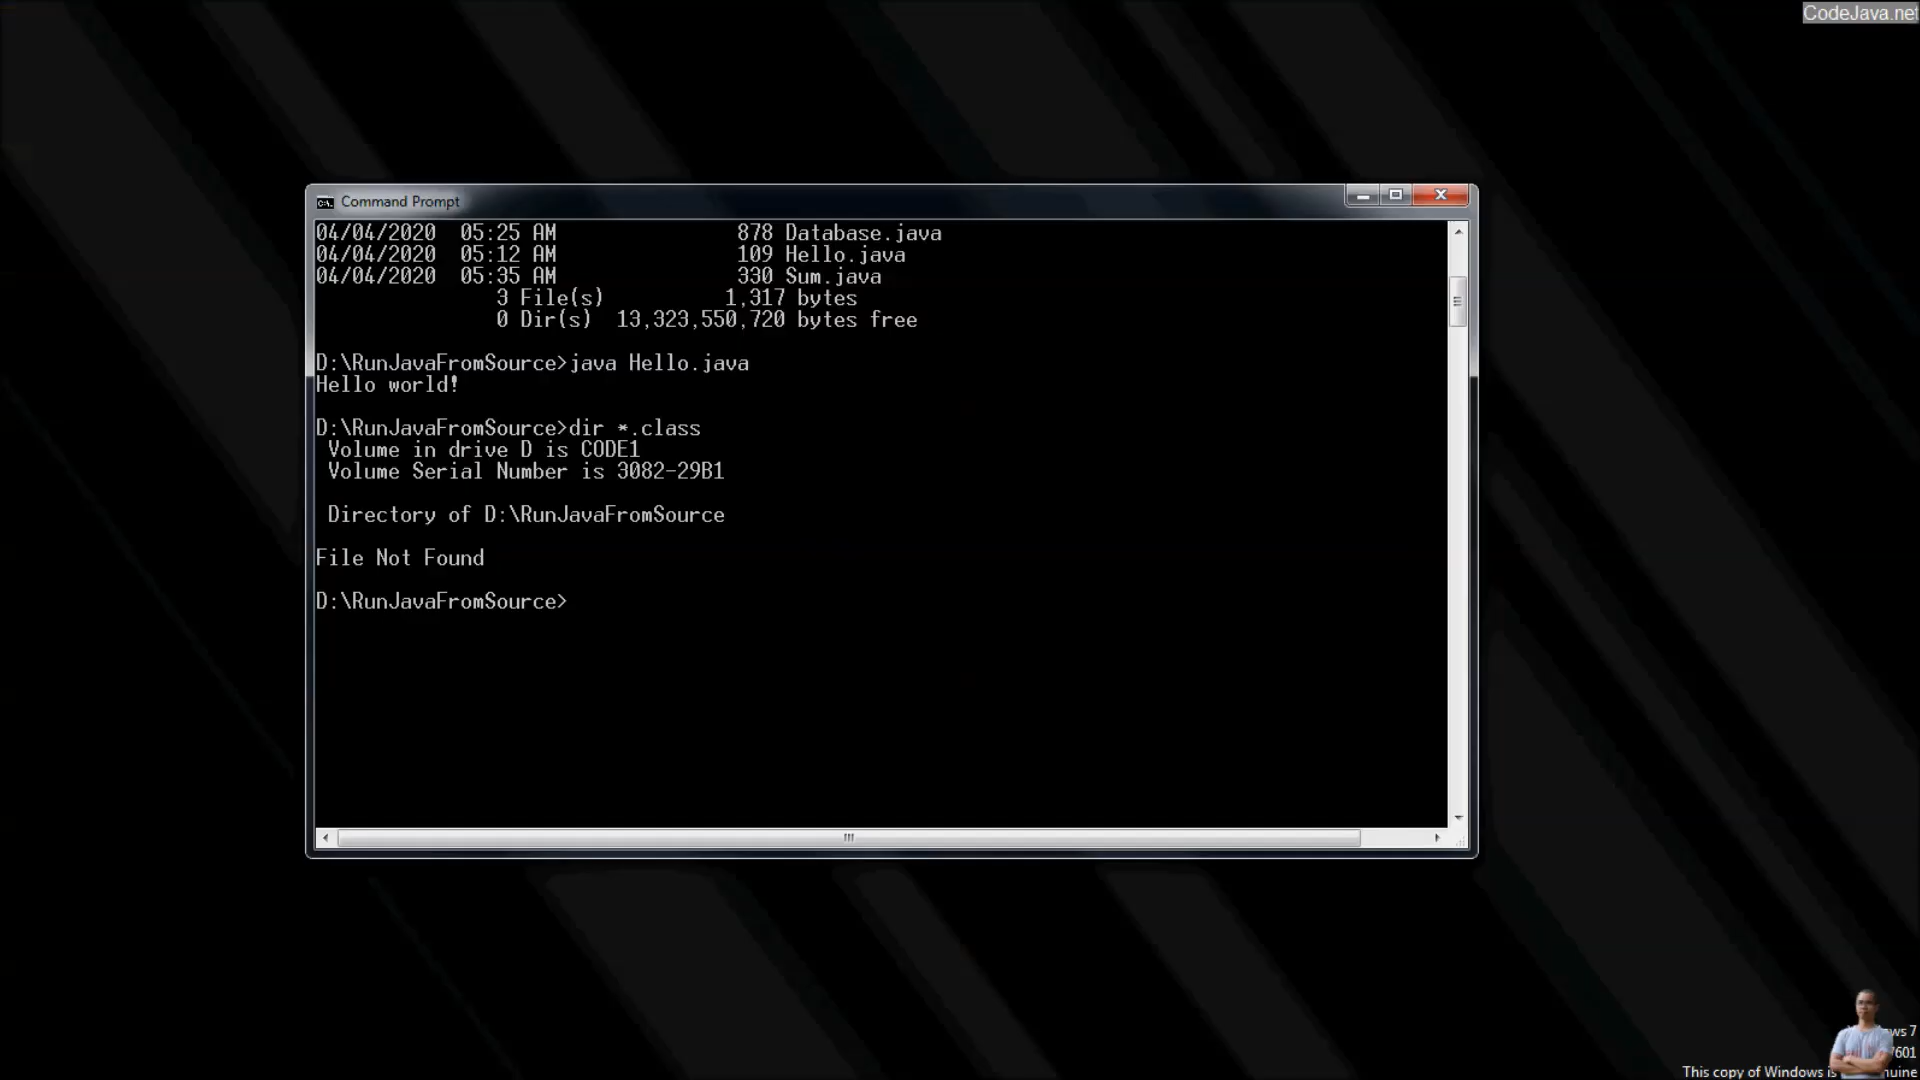 CodeJava.net
Command Prompt
04/04/2020 05:25 AM 878 Database.java
04/04/2020 05:12 AM 109 Hello.java
04/04/2020 05:35 AM 330 Sum.java
3 File(s) 1,317 bytes
0 Dir(s) 13,323,550,720 bytes free
D:\RunJavaFromSource>java Hello.java
Hello world!
D:\RunJavaFromSource>dir *.class
Volume in drive D is CODE1
Volume Serial Number is 3082-29B1
Directory of D:\RunJavaFromSource
File Not Found
D:\RunJavaFromSource>
7
7601
This copy of Windows is